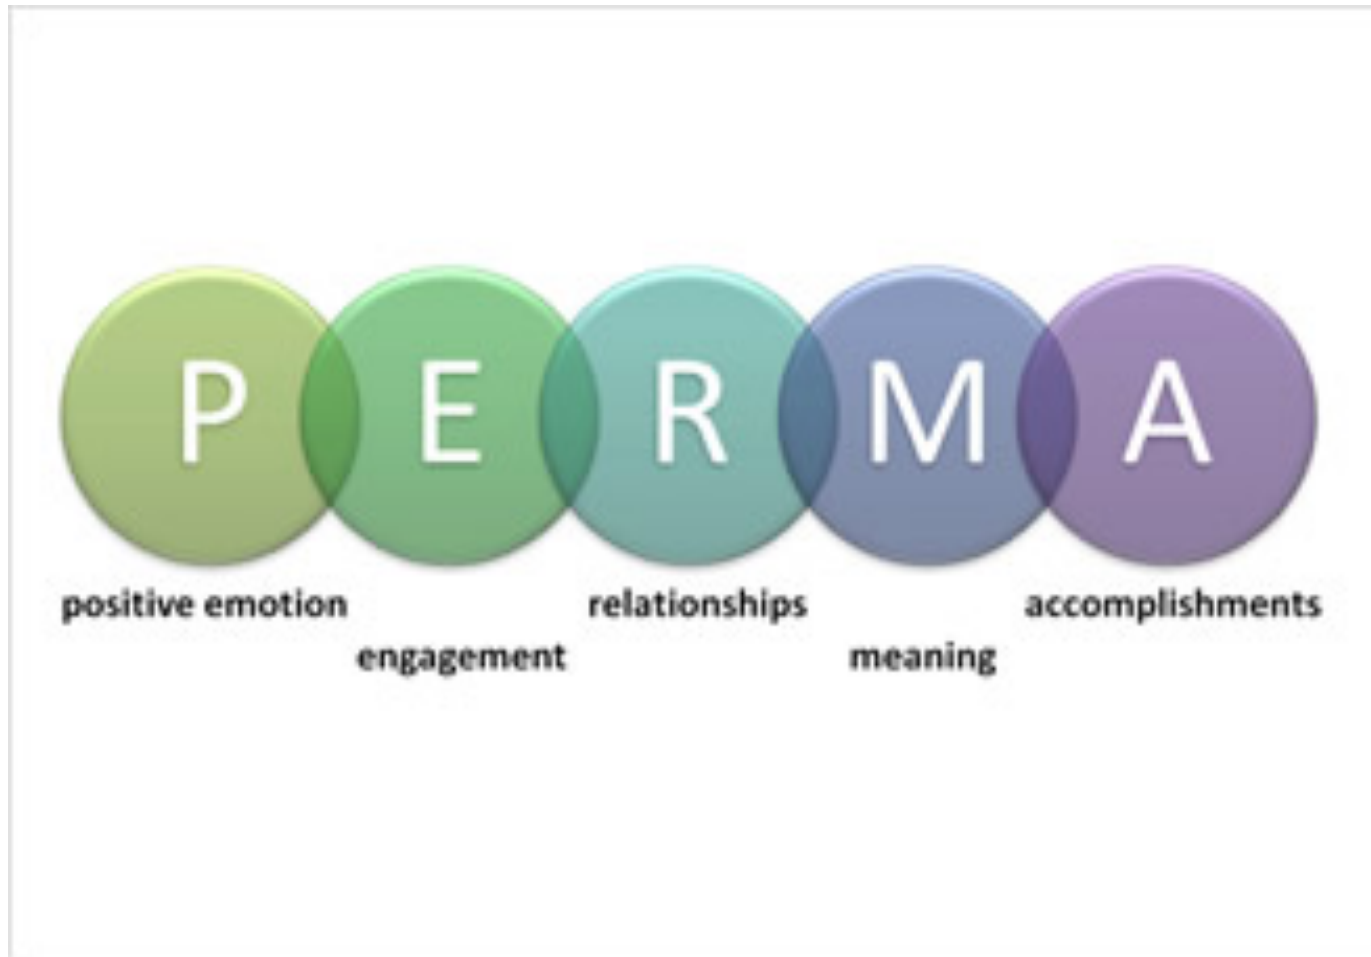 P E R M A
positive emotion relationships accomplishments
engagement meaning